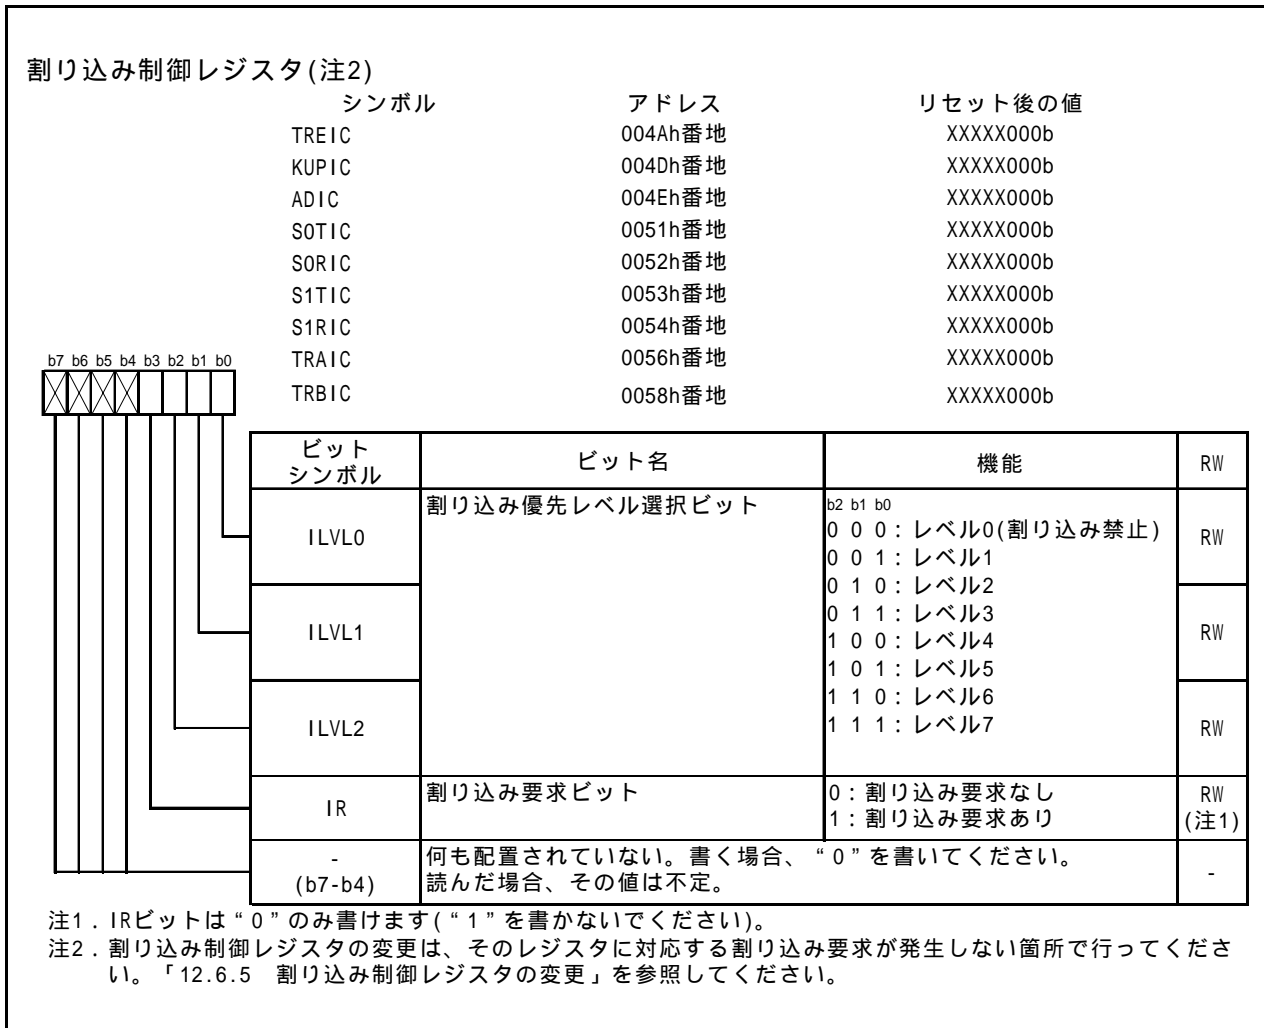 割り込み制御レジスタ(注2)
シンボル アドレス リセット後の値
TREIC 004Ah番地 XXXXX000b
KUPIC 004Dh番地 XXXXX000b
ADIC 004Eh番地 XXXXX000b
S0TIC 0051h番地 XXXXX000b
S0RIC 0052h番地 XXXXX000b
S1TIC 0053h番地 XXXXX000b
S1RIC 0054h番地 XXXXX000b
TRAIC 0056h番地 XXXXX000b
TRBIC 0058h番地 XXXXX000b
b7 b6 b5 b4 b3 b2 b1 b0
ビット
シンボル
ビット名
機能
RW
ILVL0
割り込み優先レベル選択ビット
b2 b1 b0
0 0 0:レベル0(割り込み禁止)
0 0 1:レベル1
0 1 0:レベル2
0 1 1:レベル3
1 0 0:レベル4
1 0 1:レベル5
1 1 0:レベル6
1 1 1:レベル7
RW
ILVL1
RW
ILVL2
RW
IR
割り込み要求ビット
0:割り込み要求なし
1:割り込み要求あり
RW
(注1)
-
(b7-b4)
何も配置されていない。書く場合、“0”を書いてください。
読んだ場合、その値は不定。
-
注1.IRビットは“0”のみ書けます(“1”を書かないでください)。
注2.割り込み制御レジスタの変更は、そのレジスタに対応する割り込み要求が発生しない箇所で行ってくださ
い。「12.6.5 割り込み制御レジスタの変更」を参照してください。